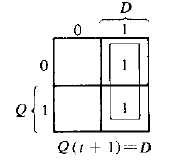 D
0 1
0 1
Q 1 1
Q (t + 1) = D